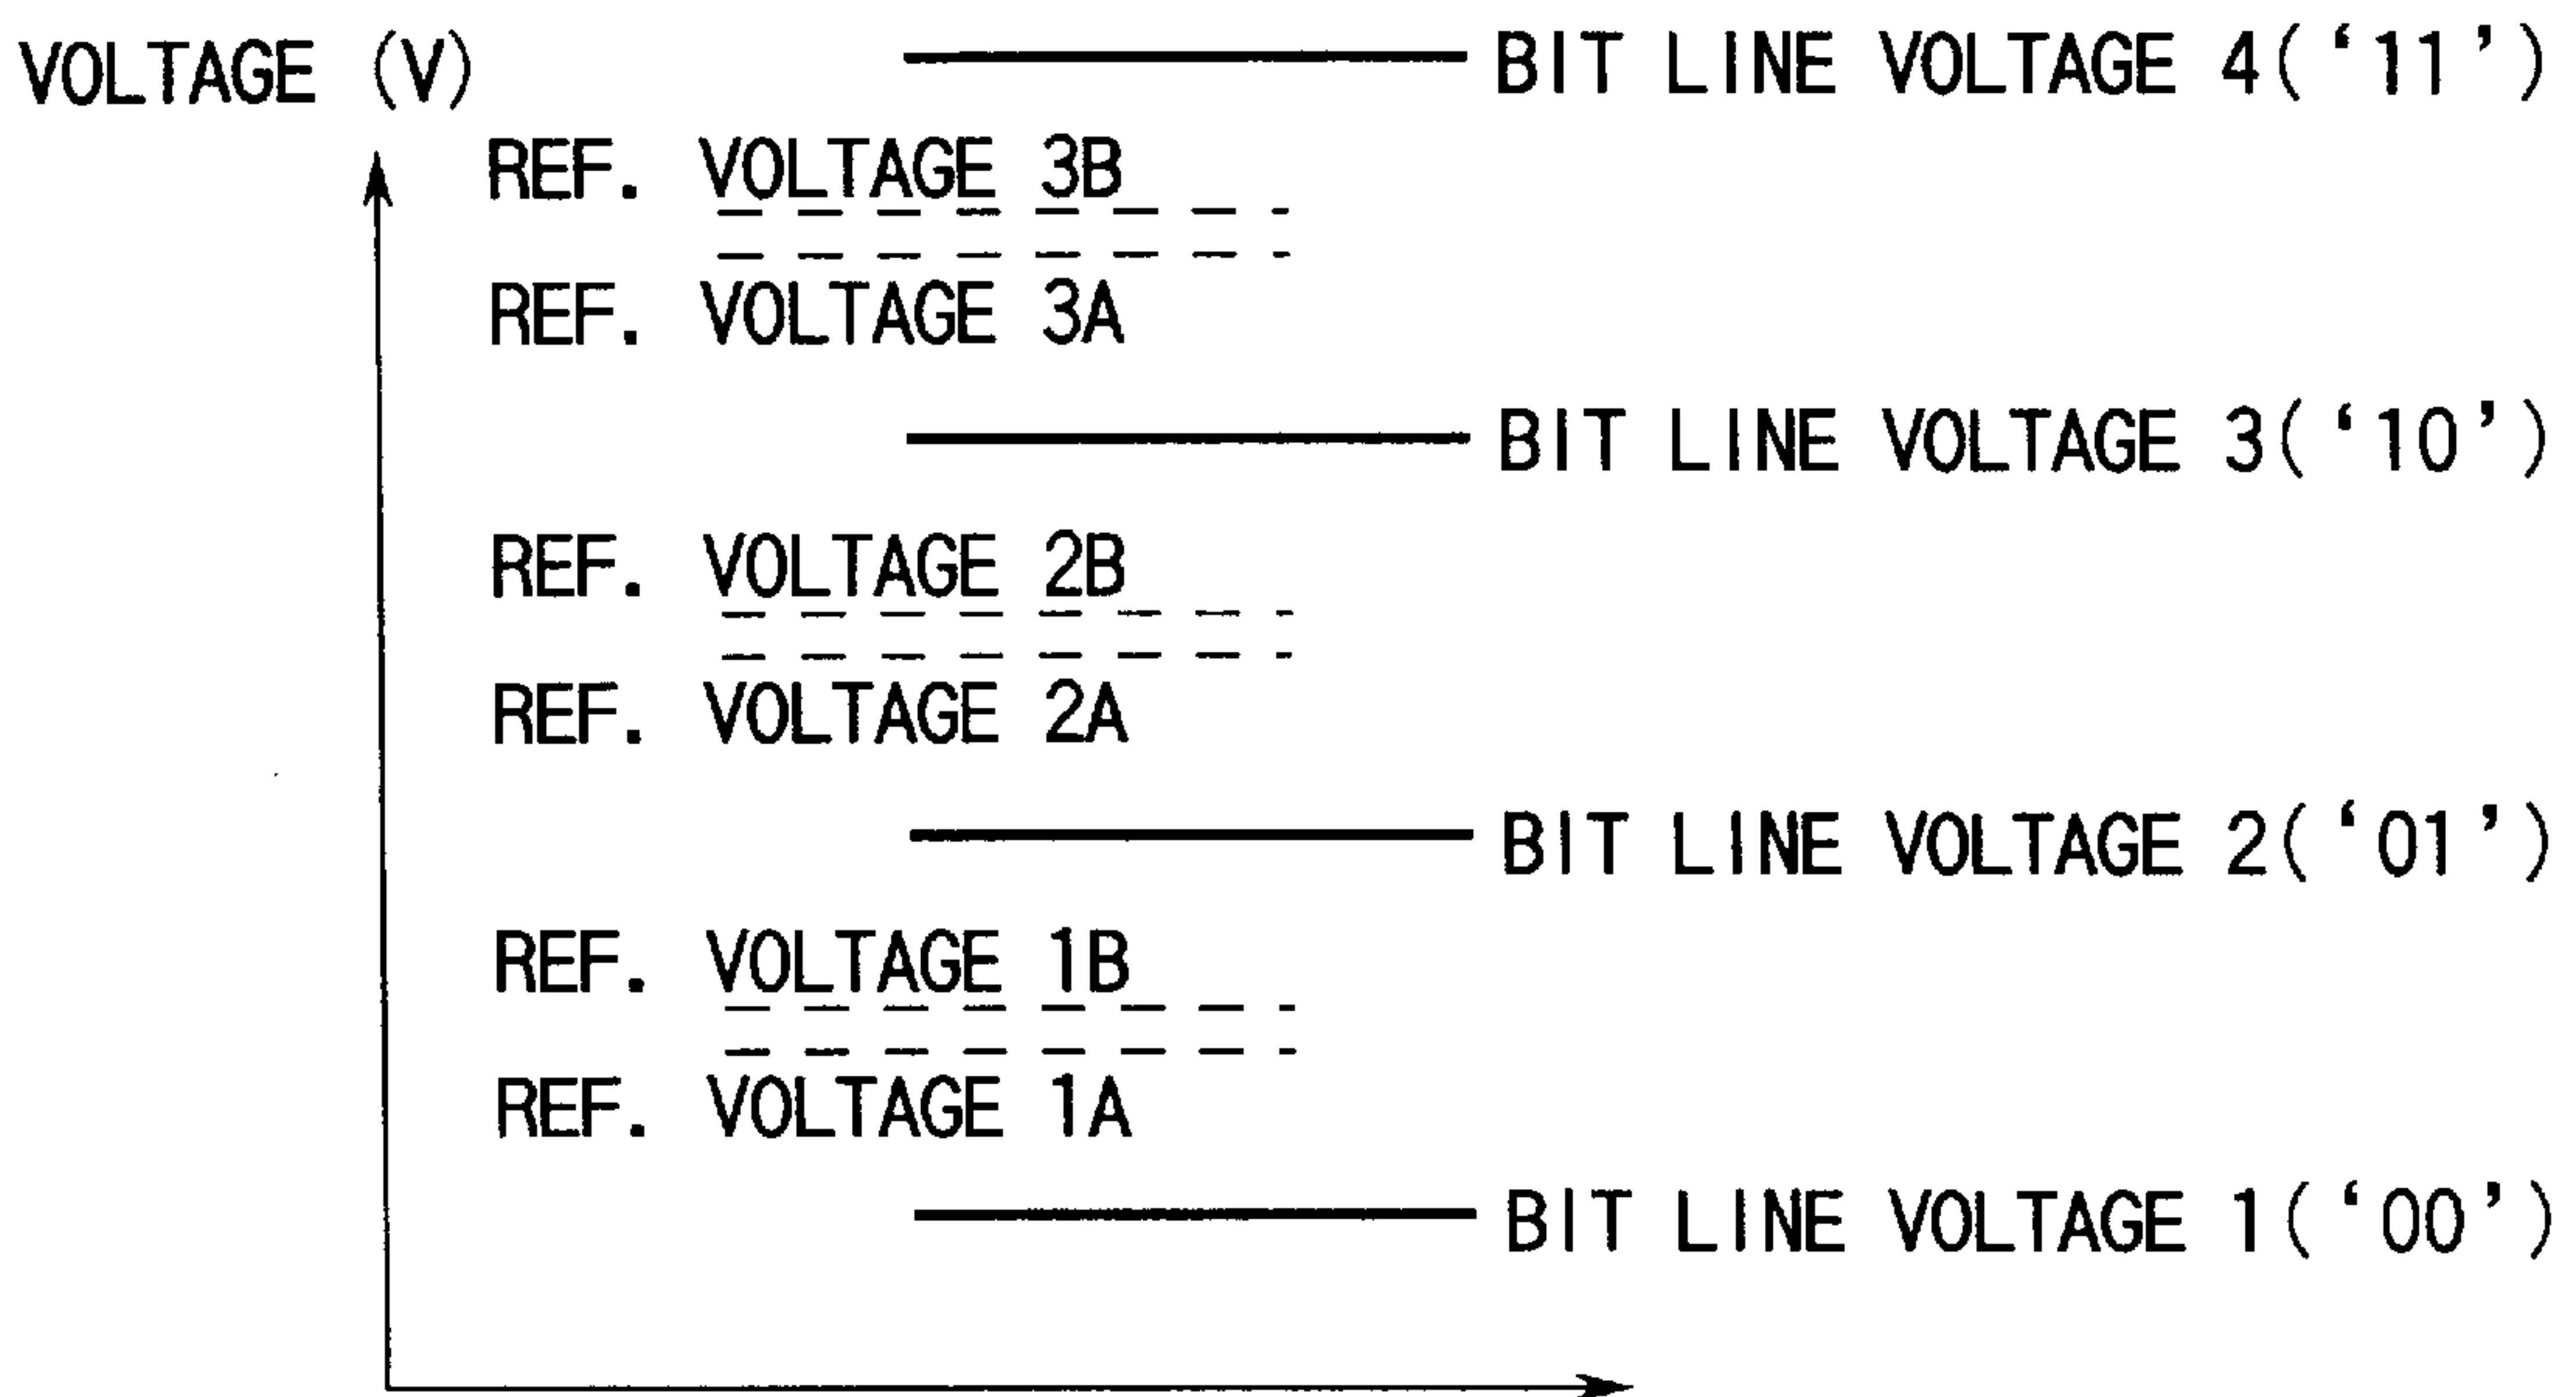 VOLTAGE (V)
BIT LINE VOLTAGE 4('11')
REF. VOLTAGE 3B
REF. VOLTAGE 3A
BIT LINE VOLTAGE 3('10')
REF. VOLTAGE 2B
REF. VOLTAGE 2A
BIT LINE VOLTAGE 2('01')
REF. VOLTAGE 1B
REF. VOLTAGE 1A
BIT LINE VOLTAGE 1('00')